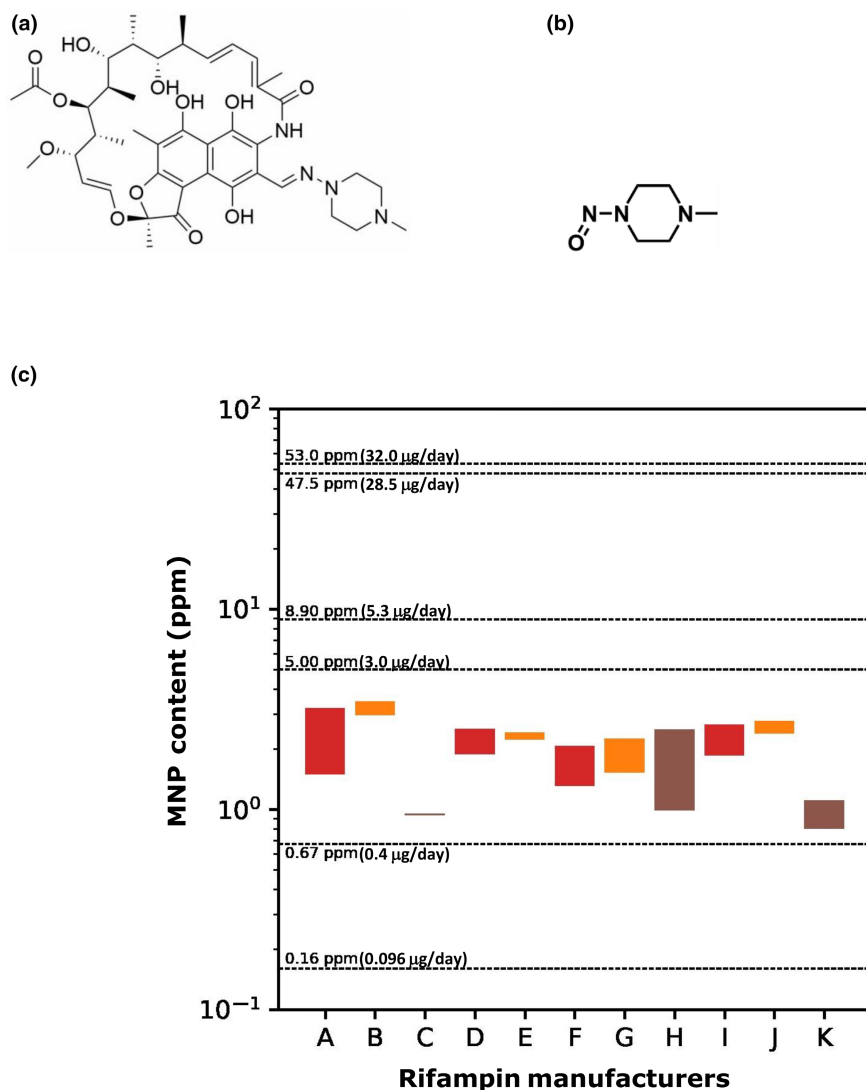 (a)
(b)
HO
O
OH
O
OH
OH
O
NH
O
O
N
N
N
O
OH
O
N
N
N
O
(c)
10²
53.0 ppm (32.0 µg/day)
47.5 ppm (28.5 µg/day)
10¹
8.90 ppm (5.3 µg/day)
5.00 ppm (3.0 µg/day)
MNP content (ppm)
10⁰
0.67 ppm (0.4 µg/day)
0.16 ppm (0.096 µg/day)
10⁻¹
A B C D E F G H I J K
Rifampin manufacturers